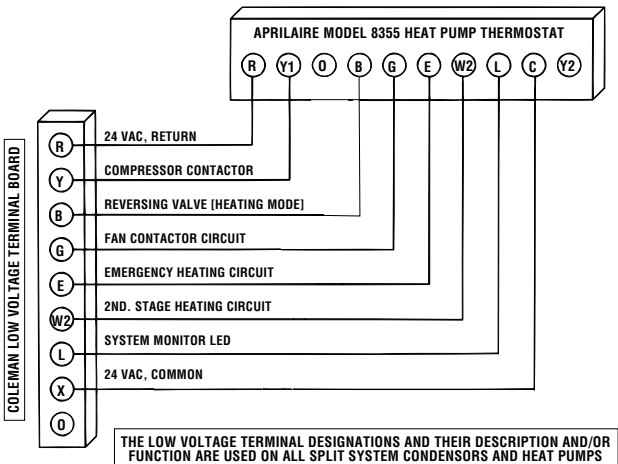 APRILAIRE MODEL 8355 HEAT PUMP THERMOSTAT
R Y1 O B G E W2 L C Y2
COLEMAN LOW VOLTAGE TERMINAL BOARD
R 24 VAC, RETURN
Y COMPRESSOR CONTACTOR
B REVERSING VALVE [HEATING MODE]
G FAN CONTACTOR CIRCUIT
E EMERGENCY HEATING CIRCUIT
W2 2ND. STAGE HEATING CIRCUIT
L SYSTEM MONITOR LED
X 24 VAC, COMMON
O
THE LOW VOLTAGE TERMINAL DESIGNATIONS AND THEIR DESCRIPTION AND/OR
FUNCTION ARE USED ON ALL SPLIT SYSTEM CONDENSORS AND HEAT PUMPS